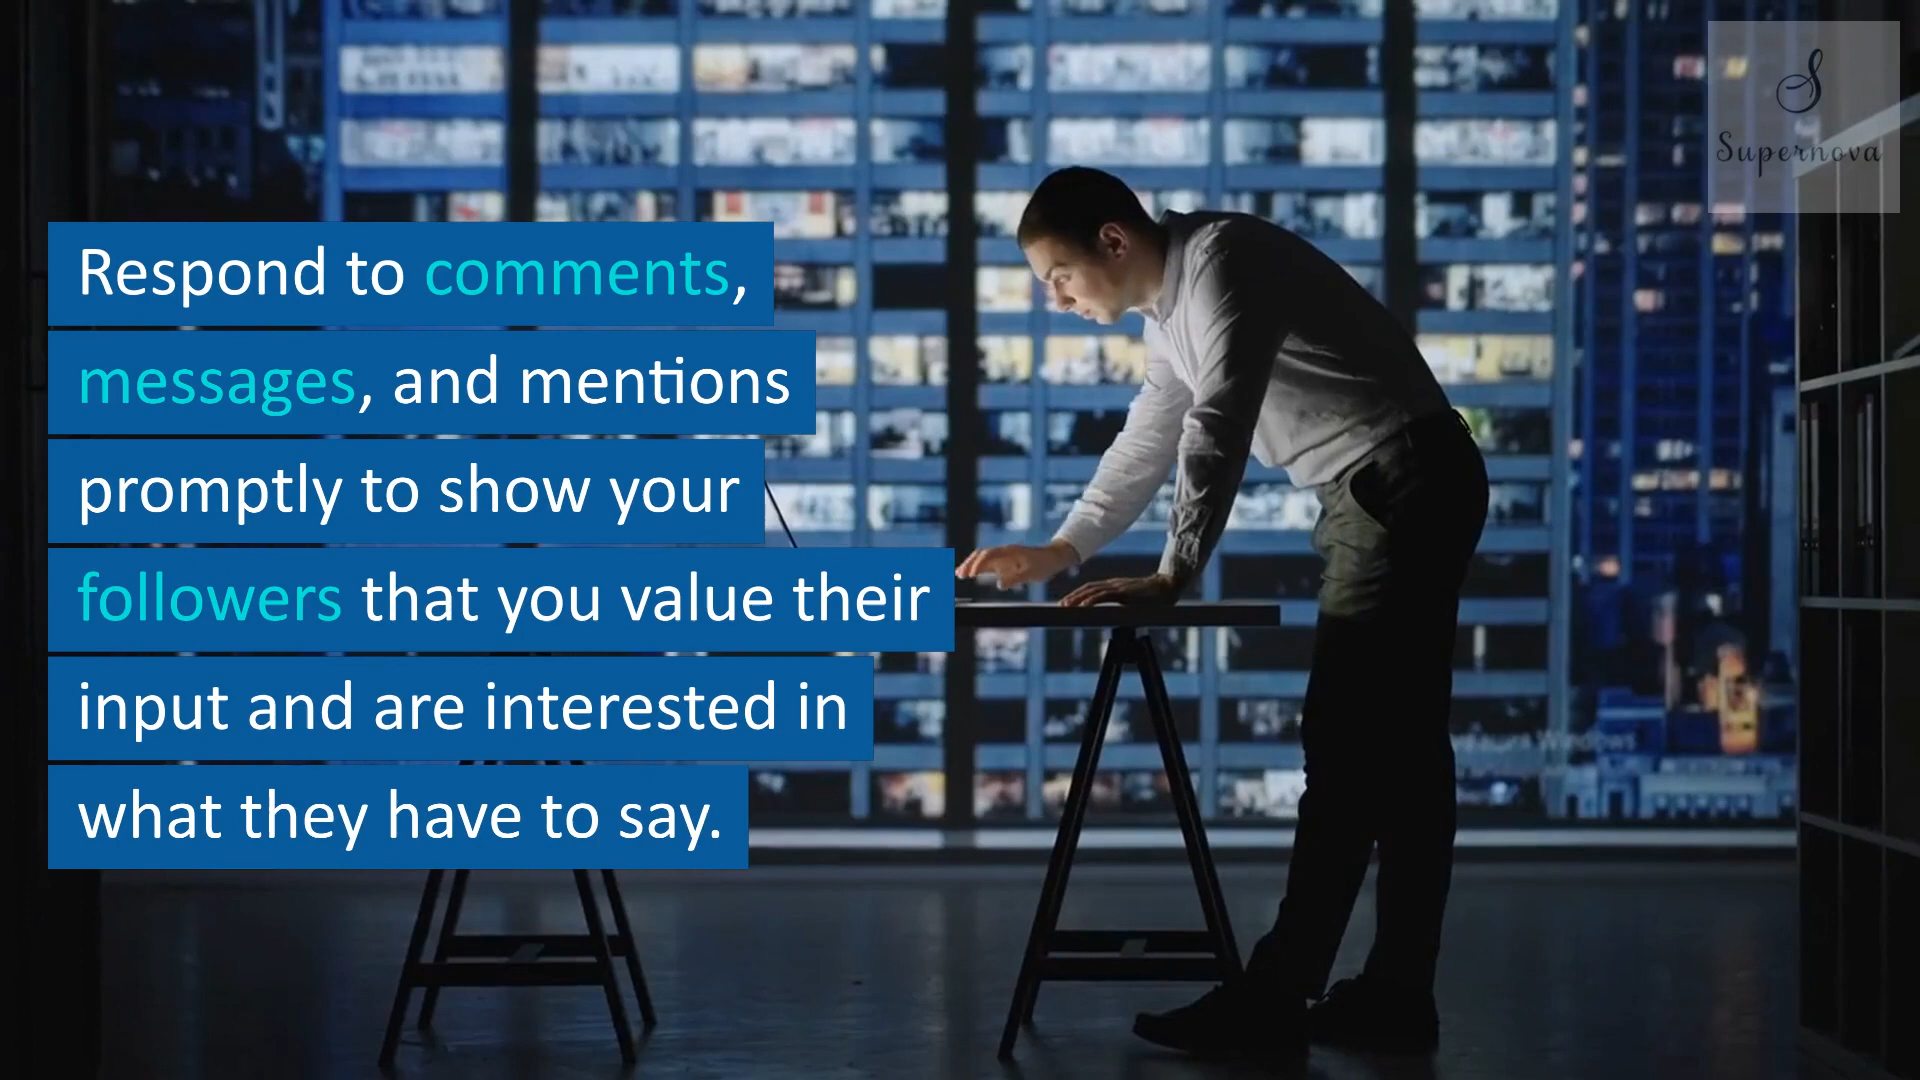 Respond to comments,
messages, and mentions
promptly to show your
followers that you value their
input and are interested in
what they have to say.
S
Supernova